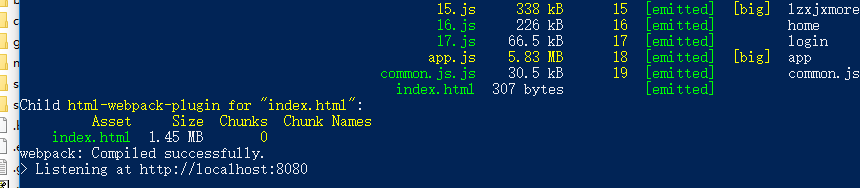 15.js 338 kB 15 [emitted] [big] lzxjxmore
16.js 226 kB 16 [emitted] home
17.js 66.5 kB 17 [emitted] login
app.js 5.83 MB 18 [emitted] [big] app
common.js.js 30.5 kB 19 [emitted] common.js
index.html 307 bytes [emitted]
Child html-webpack-plugin for "index.html":
Asset Size Chunks Chunk Names
index.html 1.45 MB 0
webpack: Compiled successfully.
> Listening at http://localhost:8080